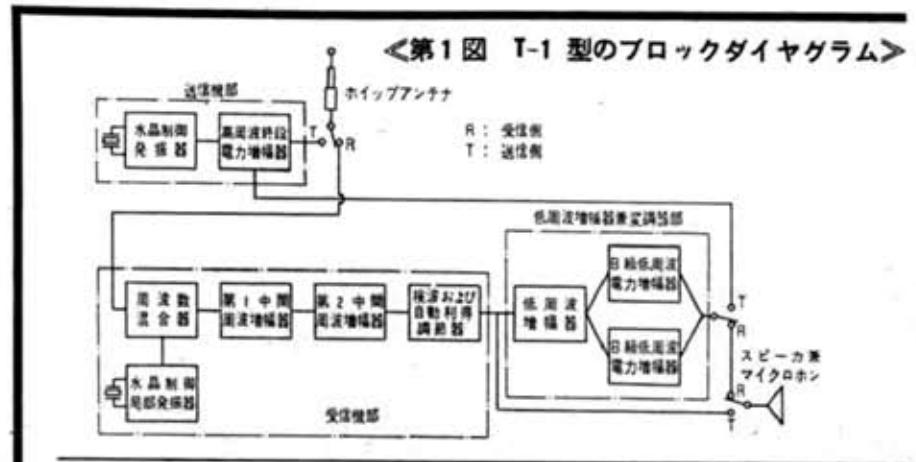 ≪第1図 T-1 型のブロックダイヤグラム≫
ホイップアンテナ
送信機部
水晶制御
発振器
高周波終段
電力増幅器
T
R
R: 受信側
T: 送信側
低周波増幅器兼変調器部
B級低周波
電力増幅器
周波数
混合器
第1中間
周波増幅器
第2中間
周波増幅器
検波および
自動利得
調節器
低周波
増幅器
B級低周波
電力増幅器
T
R
スピーカ兼
マイクロホン
R
T
水晶制御
局部発振器
受信機部